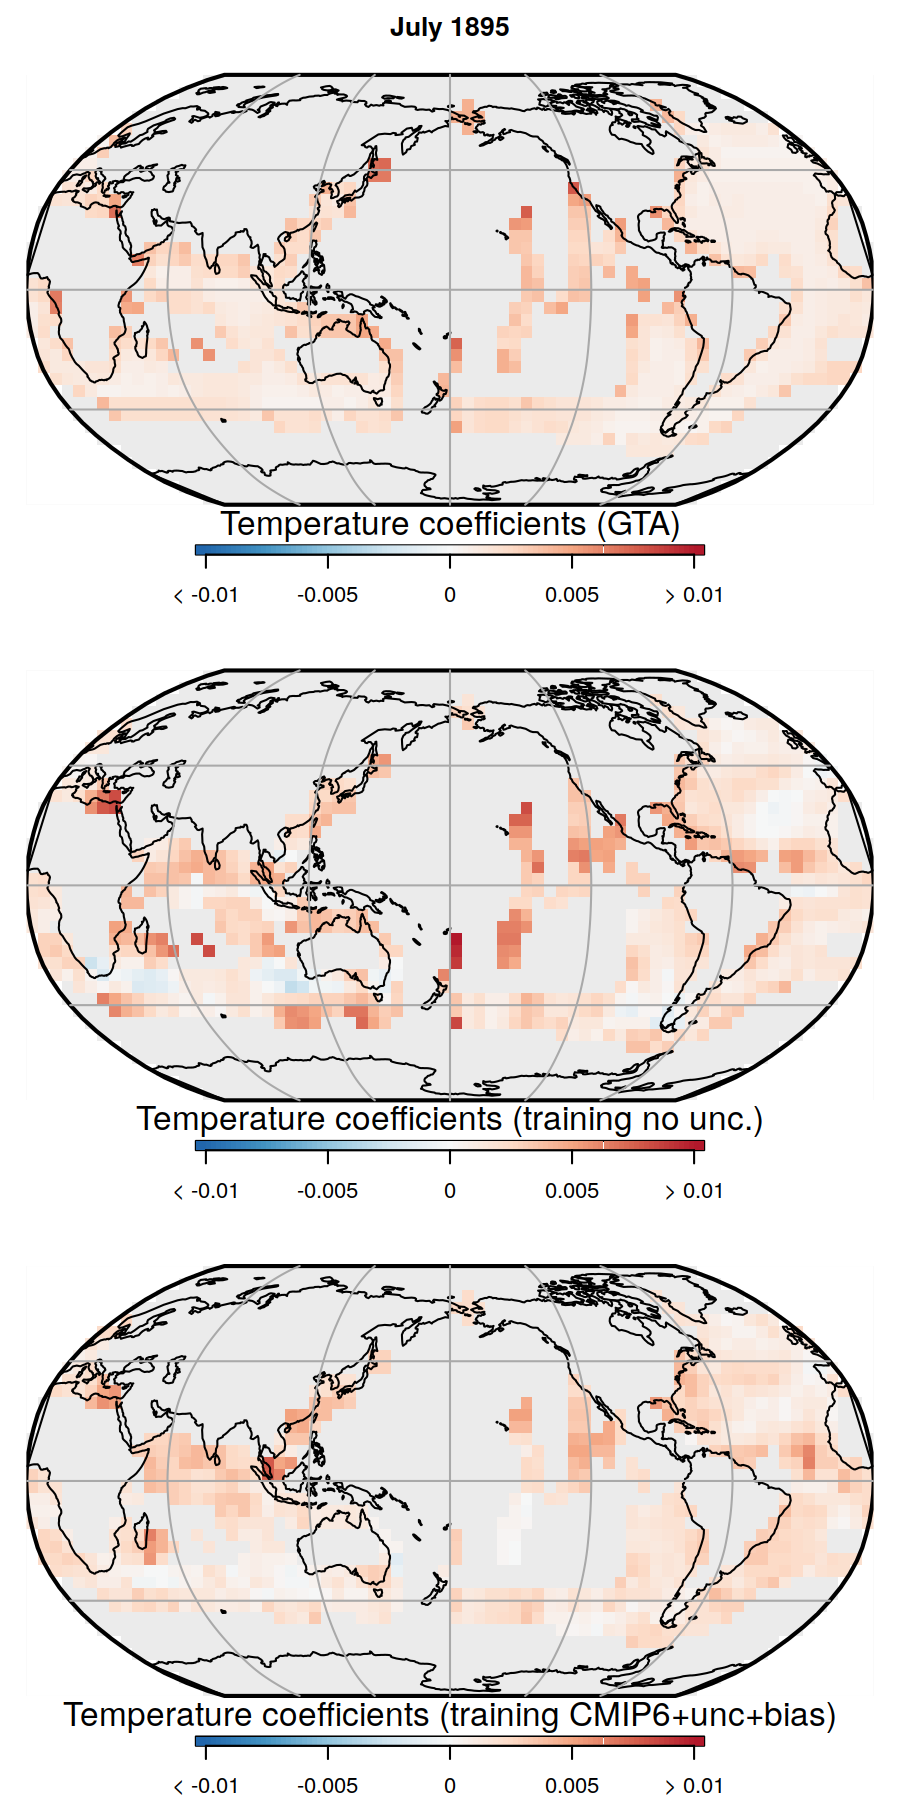 July 1895
Temperature coefficients (GTA)
< -0.01 -0.005 0 0.005 > 0.01
Temperature coefficients (training no unc.)
< -0.01 -0.005 0 0.005 > 0.01
Temperature coefficients (training CMIP6+unc+bias)
< -0.01 -0.005 0 0.005 > 0.01